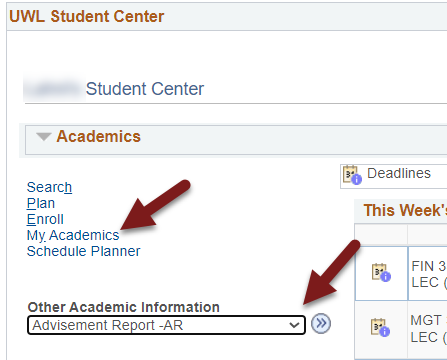 UWL Student Center
Student Center
Academics
Search
Plan
Enroll
My Academics
Schedule Planner
Other Academic Information
Advisement Report -AR
Deadlines
This Week's
FIN 3
LEC (
MGT
LEC (